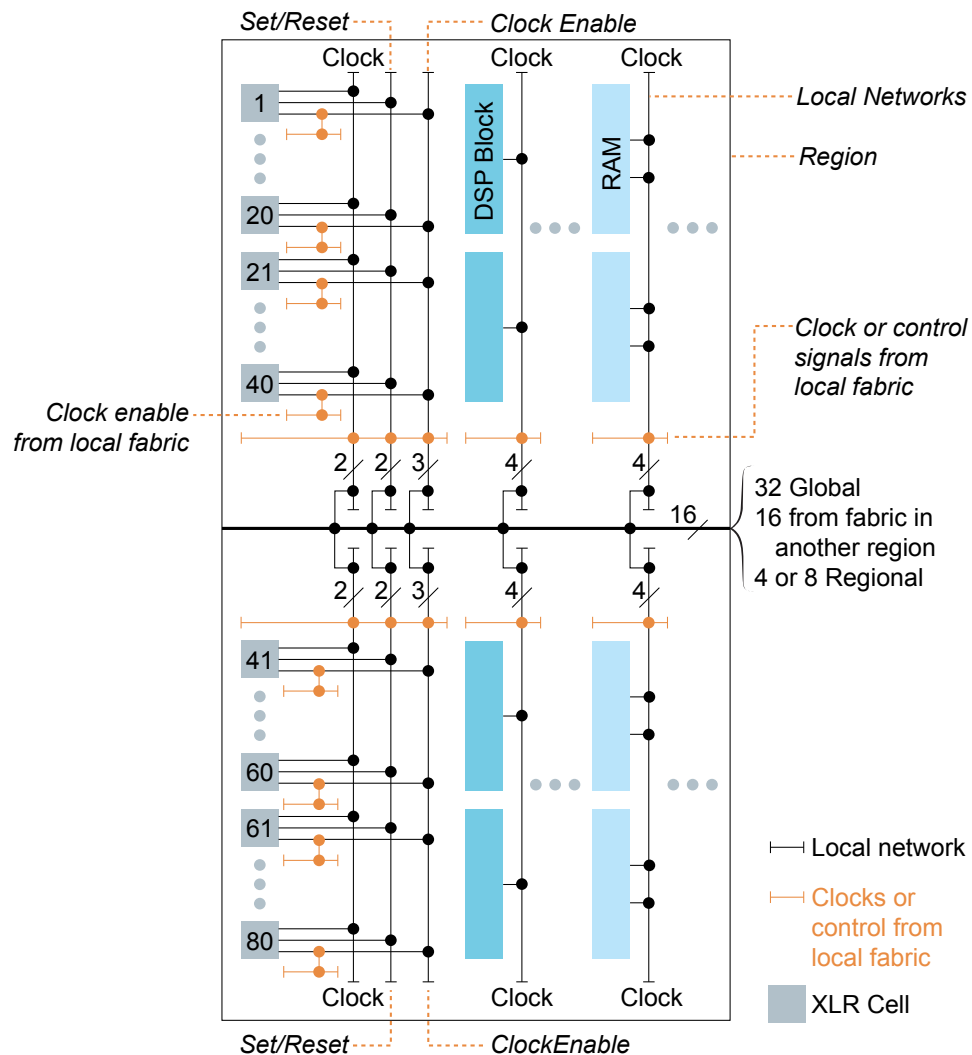 Set/Reset
Clock Enable
Clock
Clock
Clock
1
DSP Block
RAM
Local Networks
Region
20
21
40
Clock or control
signals from
local fabric
Clock enable
from local fabric
2
2
3
4
4
16
32 Global
16 from fabric in
another region
4 or 8 Regional
2
2
3
4
4
41
60
61
80
Clock
Clock
Clock
Set/Reset
ClockEnable
Local network
Clocks or
control from
local fabric
XLR Cell